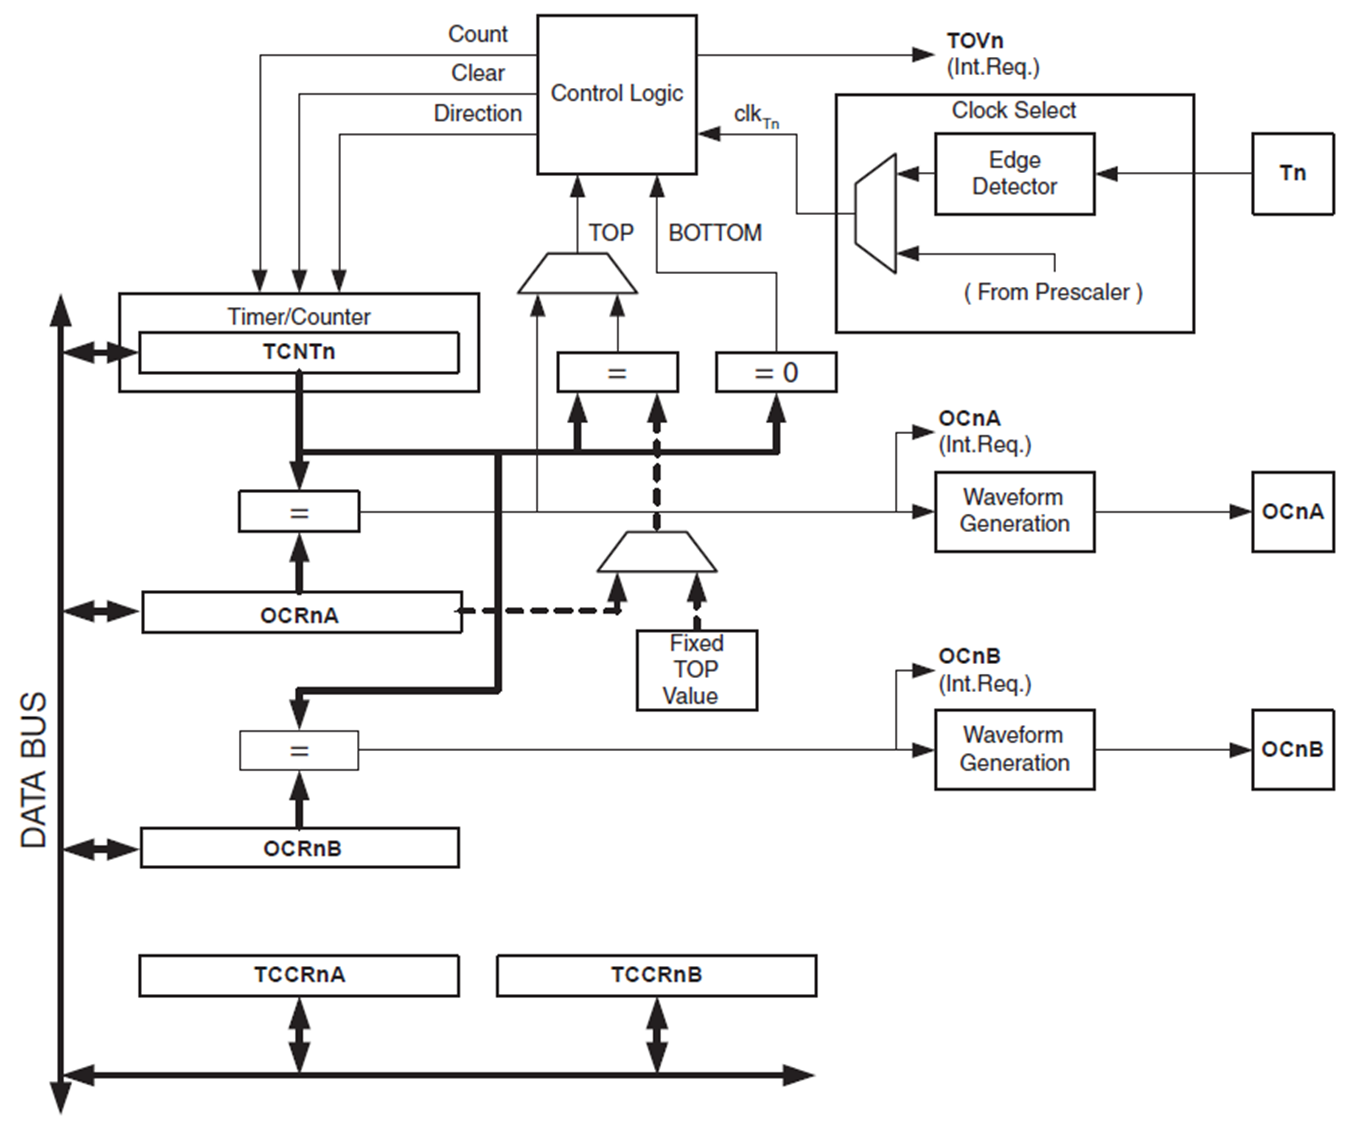 Count
Clear
Direction
Control Logic
TOVn
(Int.Req.)
clkTn
Clock Select
Edge
Detector
Tn
( From Prescaler )
TOP
BOTTOM
Timer/Counter
TCNTn
=
= 0
=
OCnA
(Int.Req.)
Waveform
Generation
OCnA
OCRnA
Fixed
TOP
Value
OCnB
(Int.Req.)
=
Waveform
Generation
OCnB
DATA BUS
OCRnB
TCCRnA
TCCRnB